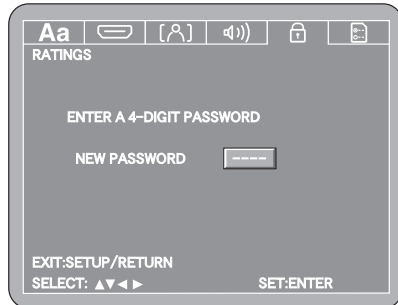 Aa
RATINGS
ENTER A 4-DIGIT PASSWORD
NEW PASSWORD ----
EXIT:SETUP/RETURN
SELECT: ▲▼◄► SET:ENTER